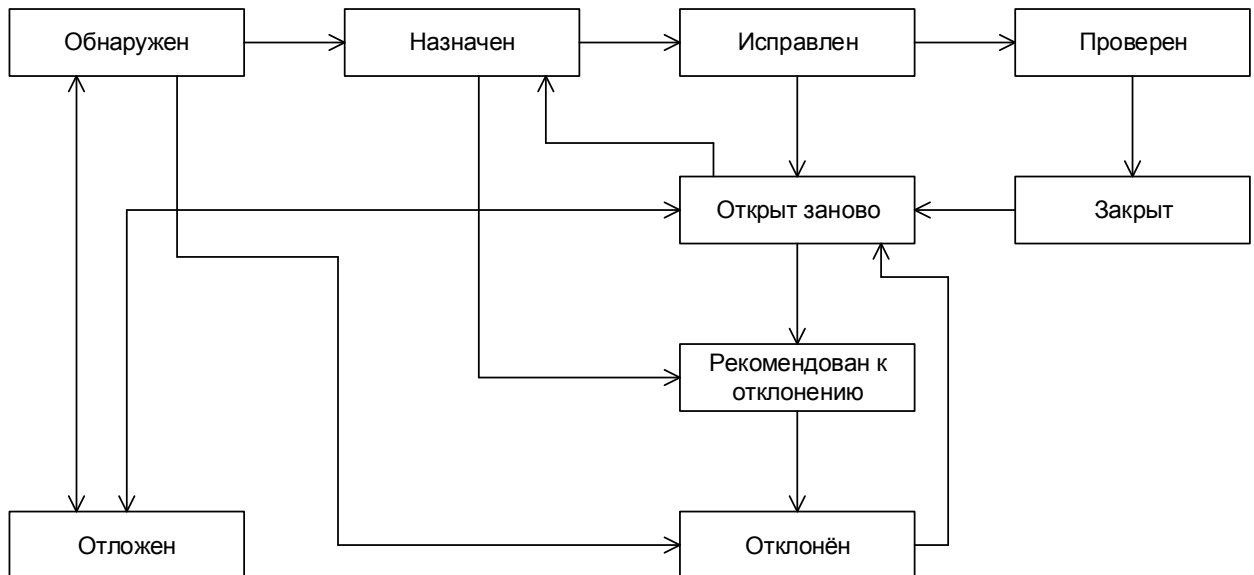 Обнаружен
Назначен
Исправлен
Проверен
Открыт заново
Закрыт
Рекомендован к
отклонению
Отложен
Отклонён